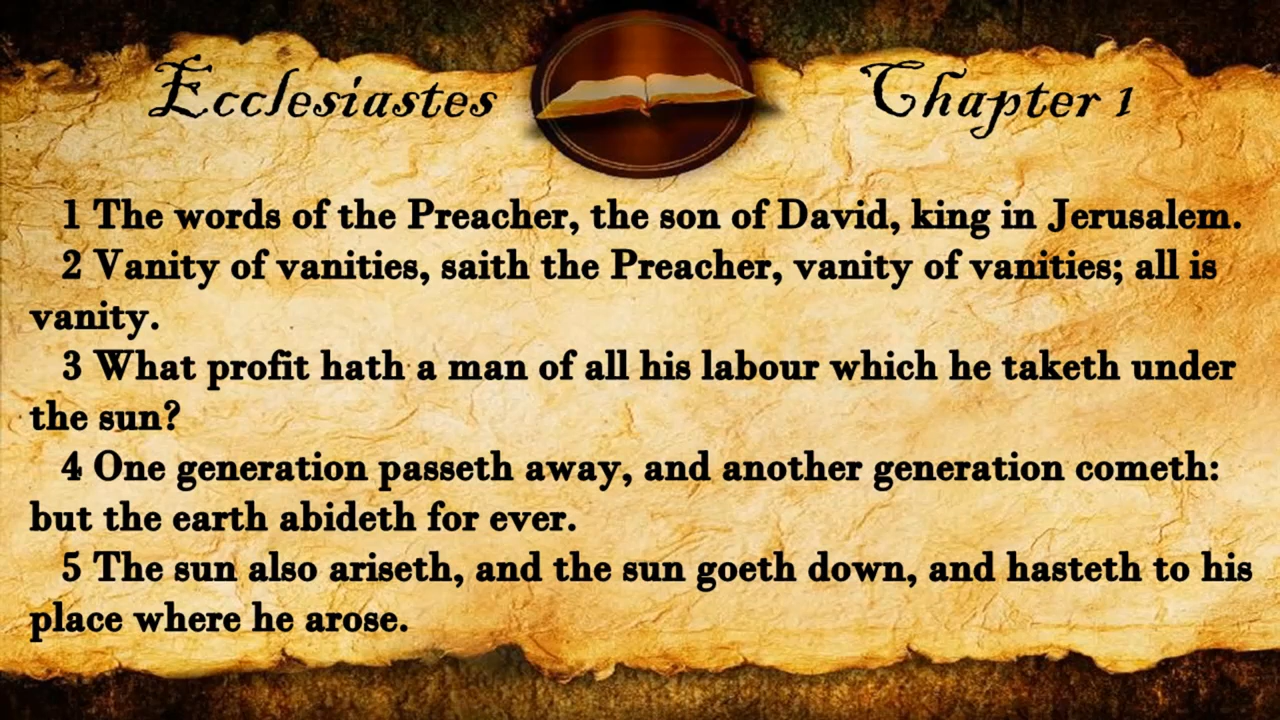 Ecclesiastes Chapter 1
1 The words of the Preacher, the son of David, king in Jerusalem.
2 Vanity of vanities, saith the Preacher, vanity of vanities; all is
vanity.
3 What profit hath a man of all his labour which he taketh under
the sun?
4 One generation passeth away, and another generation cometh:
but the earth abideth for ever.
5 The sun also ariseth, and the sun goeth down, and hasteth to his
place where he arose.